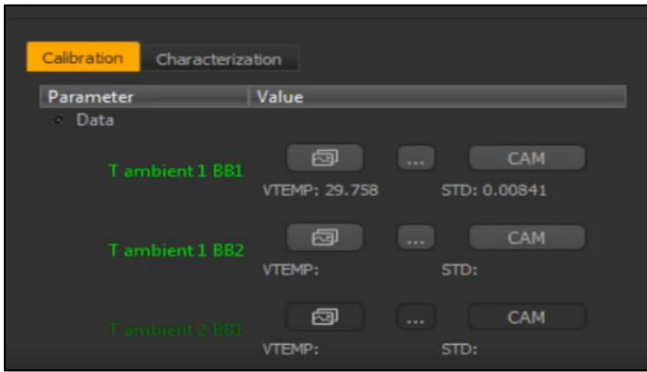 Calibration Characterization
Parameter Value
Data
T ambient 1 BB1 ... CAM
VTEMP: 29.758 STD: 0.00841
T ambient 1 BB2 ... CAM
VTEMP: STD:
T ambient 2 BB1 ... CAM
VTEMP: STD: